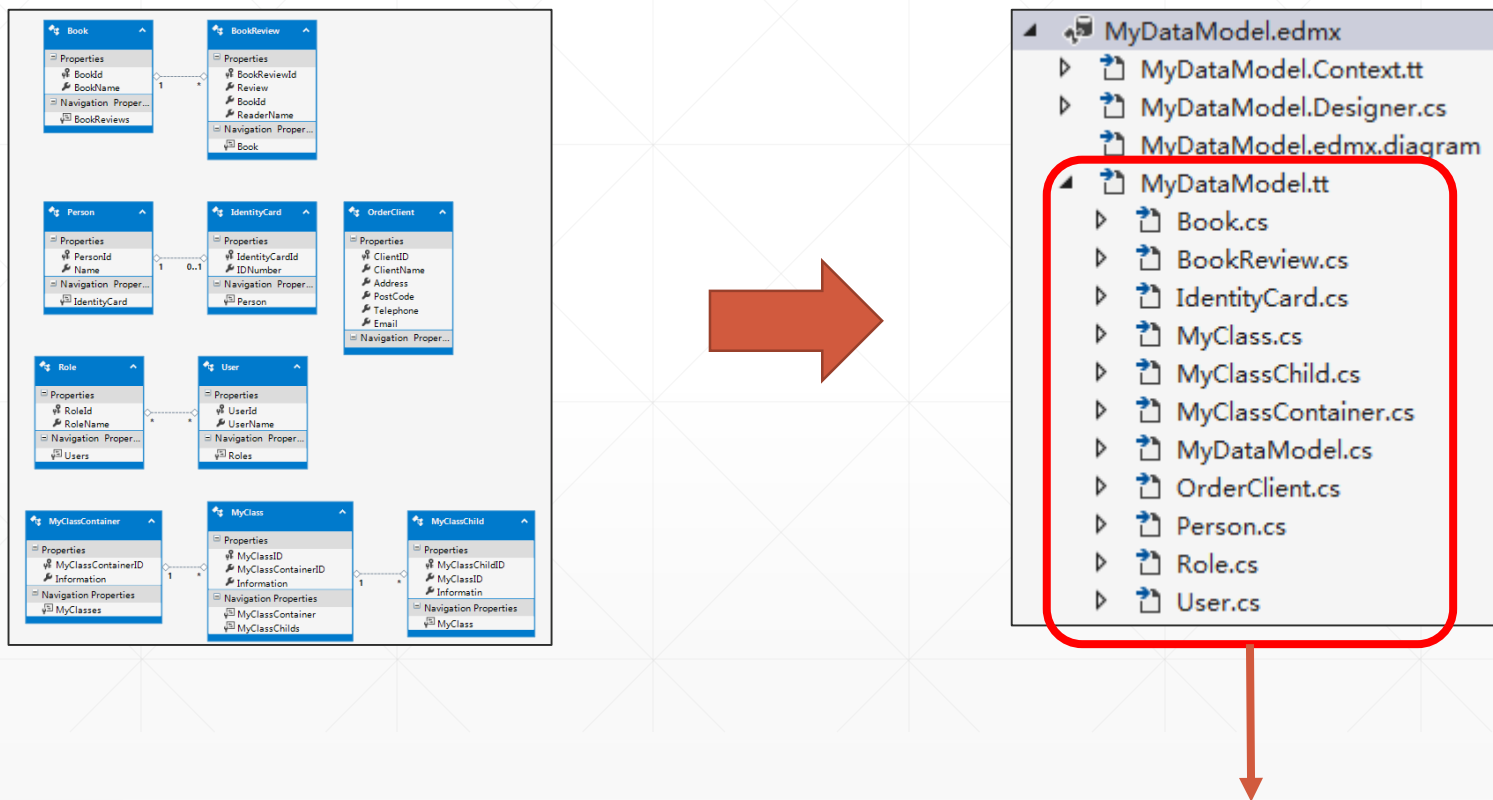 Book
Properties
BookId
BookName
Navigation Proper...
BookReviews
1
*
BookReview
Properties
BookReviewId
Review
BookId
ReaderName
Navigation Proper...
Book
Person
Properties
PersonId
Name
Navigation Proper...
IdentityCard
1
0..1
IdentityCard
Properties
IdentityCardId
IDNumber
Navigation Proper...
Person
OrderClient
Properties
ClientID
ClientName
Address
PostCode
Telephone
Email
Navigation Proper...
Role
Properties
RoleId
RoleName
Navigation Proper...
Users
*
*
User
Properties
UserId
UserName
Navigation Proper...
Roles
MyClassContainer
Properties
MyClassContainerID
Information
Navigation Properties
MyClasses
1
*
MyClass
Properties
MyClassID
MyClassContainerID
Information
Navigation Properties
MyClassContainer
MyClassChilds
1
*
MyClassChild
Properties
MyClassChildID
MyClassID
Informatin
Navigation Properties
MyClass
MyDataModel.edmx
MyDataModel.Context.tt
MyDataModel.Designer.cs
MyDataModel.edmx.diagram
MyDataModel.tt
Book.cs
BookReview.cs
IdentityCard.cs
MyClass.cs
MyClassChild.cs
MyClassContainer.cs
MyDataModel.cs
OrderClient.cs
Person.cs
Role.cs
User.cs